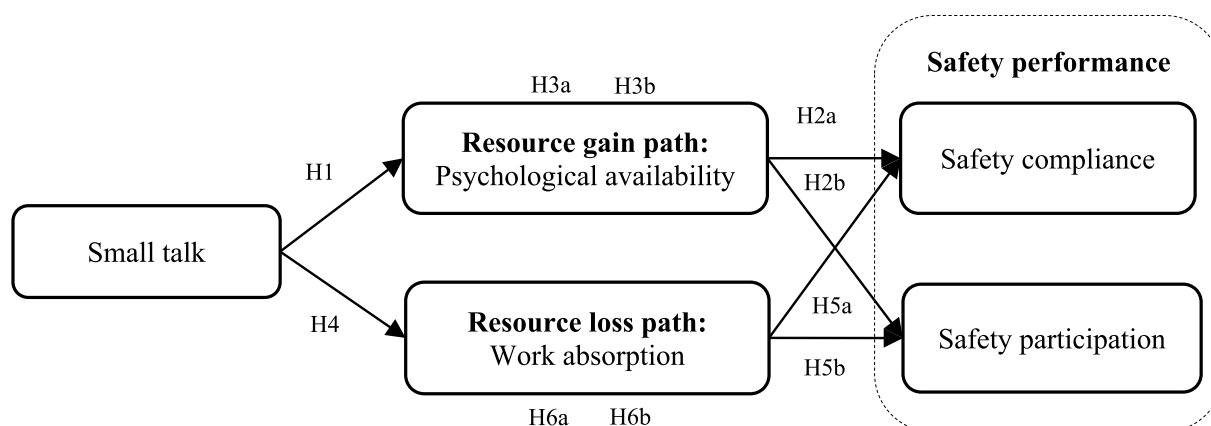 Safety performance
H3a H3b
H2a
Resource gain path:
Psychological availability
Safety compliance
H1
H2b
Small talk
H4
Resource loss path:
Work absorption
H5a
Safety participation
H5b
H6a H6b